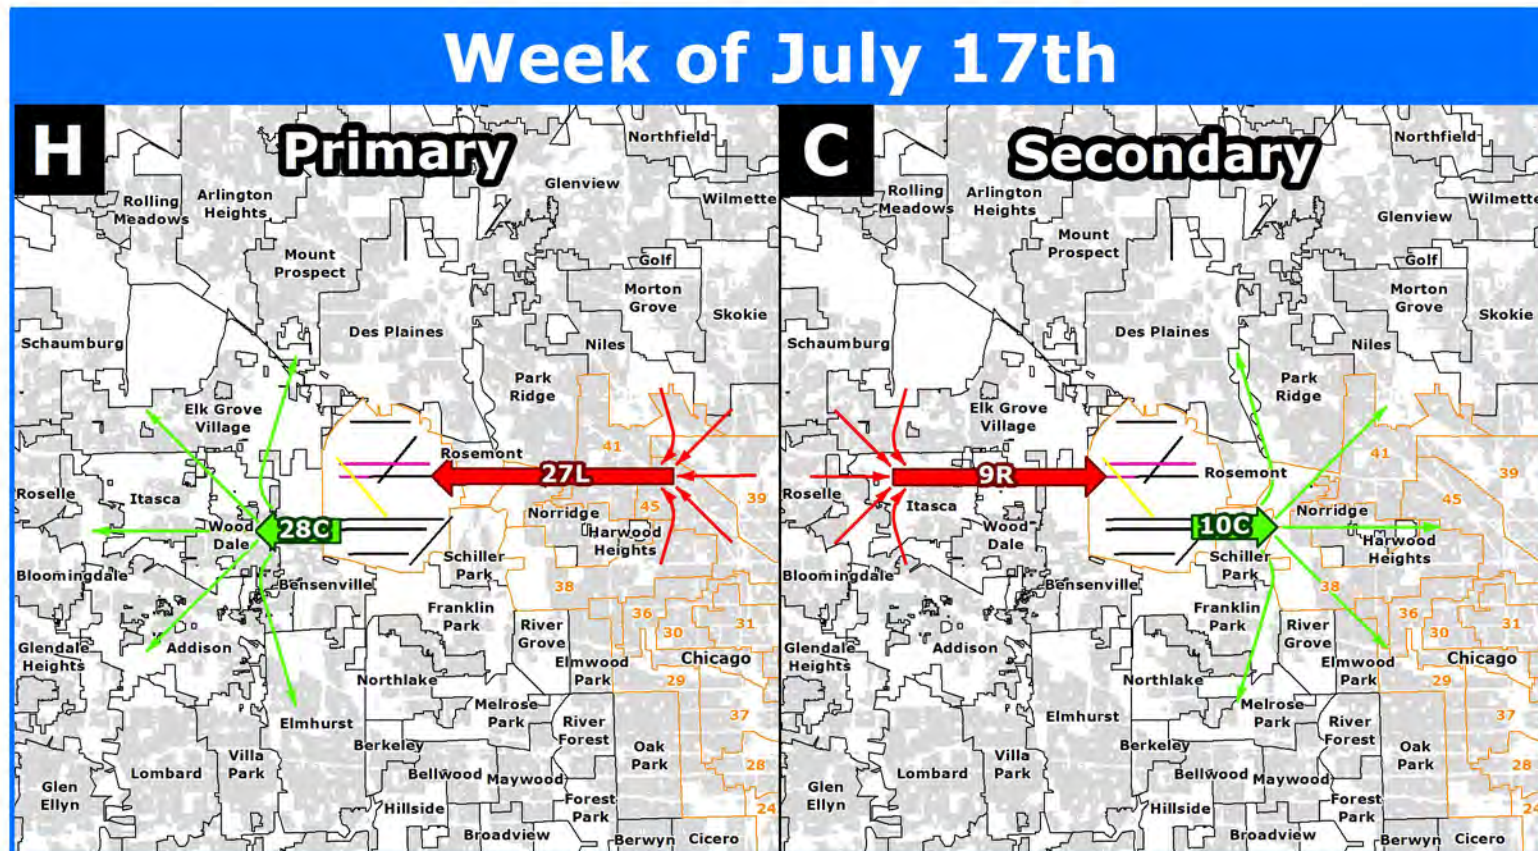 Week of July 17th
H
Primary
Northfield
Glenview
Arlington
Heights
Rolling
Meadows
Wilmette
Mount
Prospect
Golf
Morton
Grove
Skokie
Des Plaines
Schaumburg
Niles
Park
Ridge
Elk Grove
Village
41
Rosemont
27L
39
Roselle
Itasca
45
Norridge
Wood
Dale
28C
Harwood
Heights
Schiller
Park
Bloomingdale
Bensenville
38
Franklin
Park
36
River
Grove
31
30
Glendale
Heights
Addison
Chicago
Elmwood
Park
Northlake
29
Melrose
Park
Elmhurst
River
Forest
37
Berkeley
Oak
Park
Villa
Park
Lombard
Bellwood
Maywood
28
Glen
Ellyn
Hillside
Forest
Park
24
Broadview
Berwyn
Cicero
C
Secondary
Northfield
Rolling
Meadows
Arlington
Heights
Wilmette
Glenview
Mount
Prospect
Golf
Morton
Grove
Skokie
Des Plaines
Schaumburg
Niles
Park
Ridge
Elk Grove
Village
41
Rosemont
39
9R
Roselle
Itasca
45
Norridge
Wood
Dale
10C
Harwood
Heights
Schiller
Park
Bloomingdale
Bensenville
38
Franklin
Park
36
River
Grove
31
30
Glendale
Heights
Addison
Chicago
Elmwood
Park
Northlake
29
Melrose
Park
Elmhurst
River
Forest
37
Berkeley
Oak
Park
Villa
Park
Lombard
Bellwood
Maywood
28
Glen
Ellyn
Hillside
Forest
Park
24
Broadview
Berwyn
Cicero